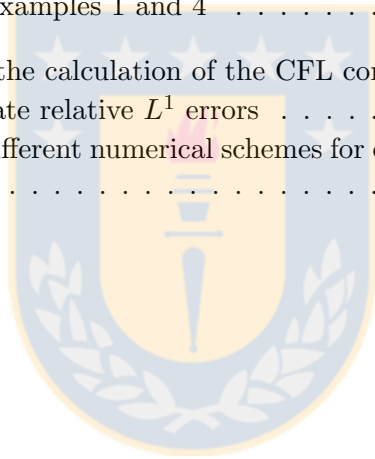 xamples 1 and 4 . . . . . . .
the calculation of the CFL con
ate relative L¹ errors . . . . .
fferent numerical schemes for
. . . . . . . . . . . . . . . . .